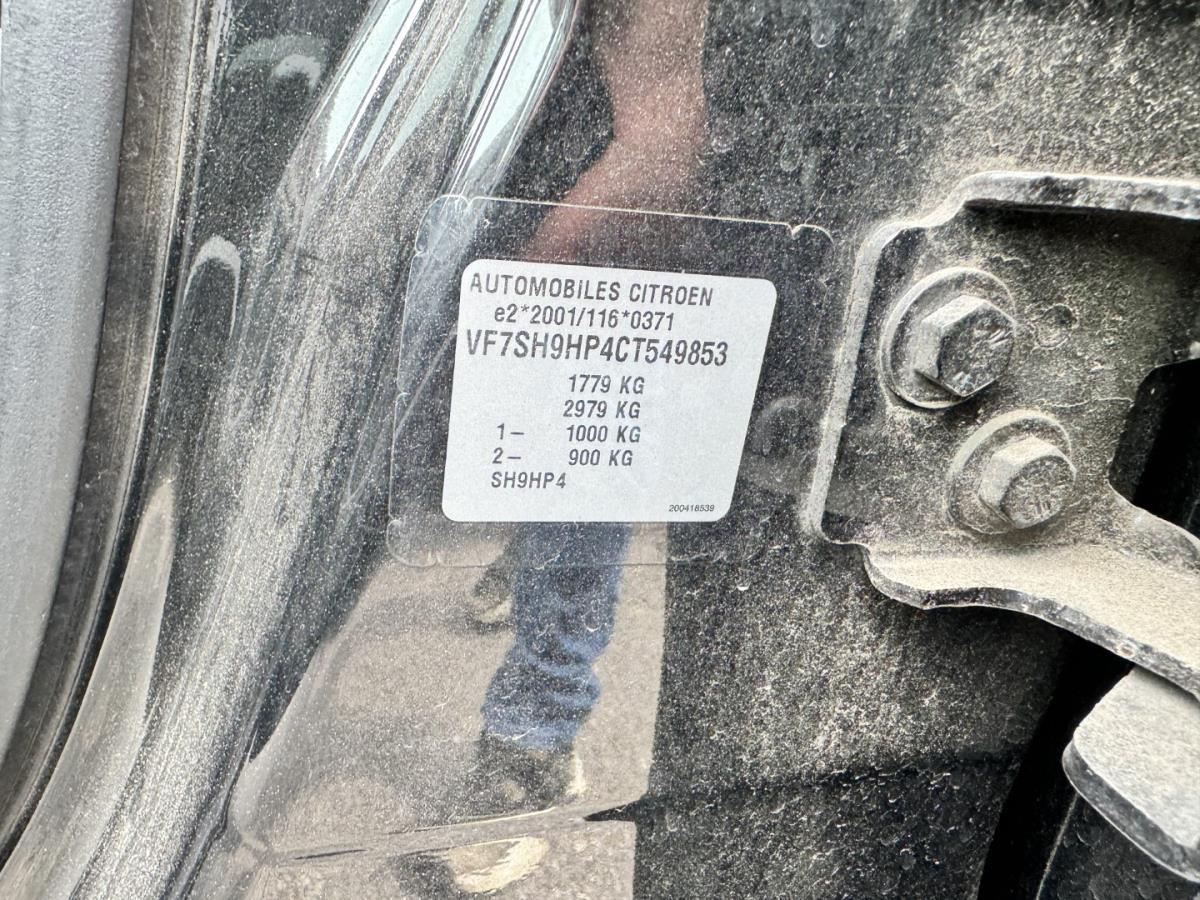 AUTOMOBILES CITROEN
e2*2001/116*0371
VF7SH9HP4CT549853
1779 KG
2979 KG
1– 1000 KG
2– 900 KG
SH9HP4
200418539